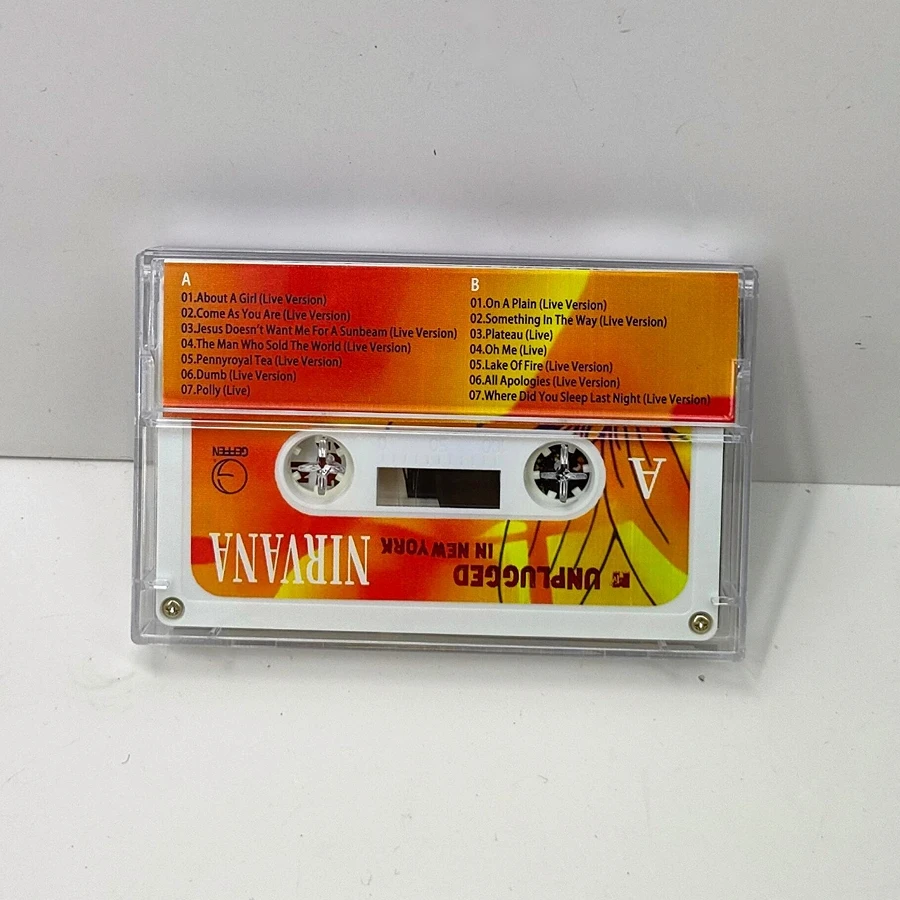 A
01.About A Girl (Live Version)
02.Come As You Are (Live Version)
03.Jesus Doesn't Want Me For A Sunbeam (Live Version)
04.The Man Who Sold The World (Live Version)
05.Pennyroyal Tea (Live Version)
06.Dumb (Live Version)
07.Polly (Live)
B
01.On A Plain (Live Version)
02.Something In The Way (Live Version)
03.Plateau (Live)
04.Oh Me (Live)
05.Lake Of Fire (Live Version)
06.All Apologies (Live Version)
07.Where Did You Sleep Last Night (Live Version)
UNPLUGGED
IN NEW YORK
NIRVANA
A
GEFFEN